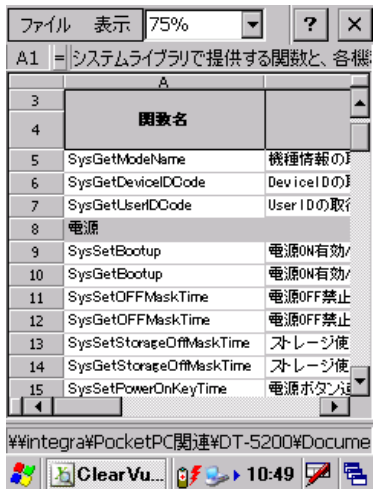 ファイル 表示 75% ? ×
A1 = システムライブラリで提供する関数と、各機
A
3
4 関数名
5 SysGetModeName 機種情報の
6 SysGetDeviceIDCode DeviceIDの
7 SysGetUserIDCode UserIDの取
8 電源
9 SysSetBootup 電源ON有効/
10 SysGetBootup 電源ON有効/
11 SysSetOFFMaskTime 電源OFF禁止
12 SysGetOFFMaskTime 電源OFF禁止
13 SysSetStorageOffMaskTime ストレージ使
14 SysGetStorageOffMaskTime ストレージ使
15 SysSetPowerOnKeyTime 電源ボタン
¥¥integra¥PocketPC関連¥DT-5200¥Docume
ClearVu... 10:49